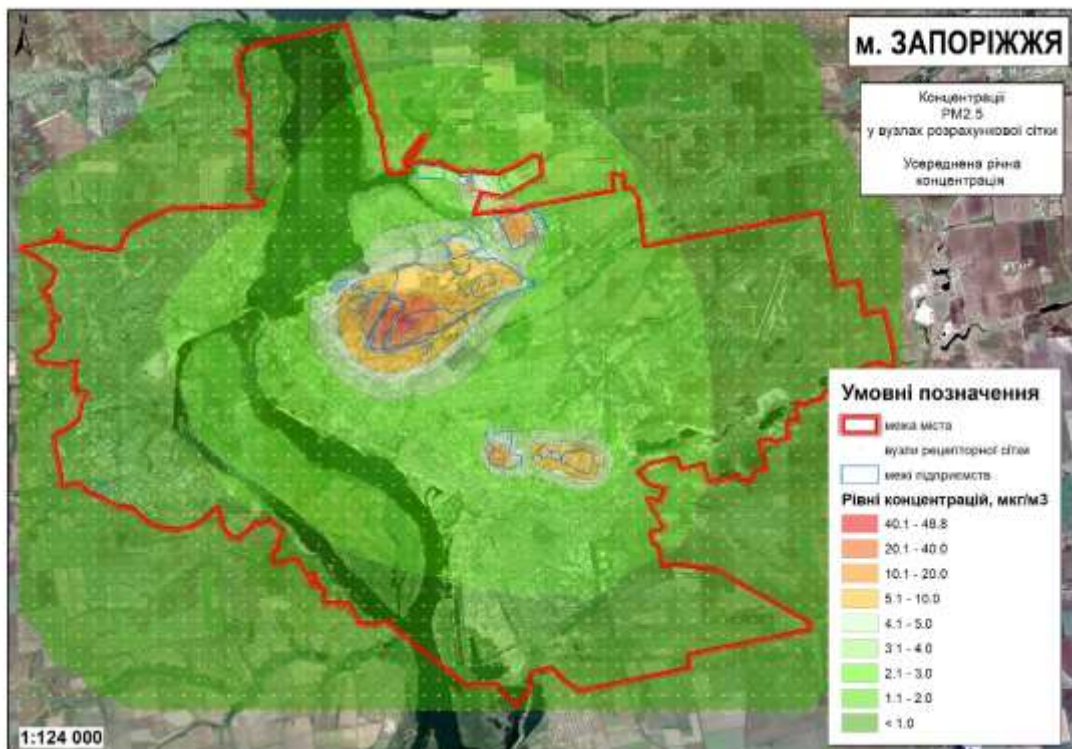 м. ЗАПОРІЖЖЯ
Концентрації
PM2.5
у вузлах розрахункової сітки
Усереднена річна
концентрація
Умовні позначення
межа міста
вузли рецепторної сітки
межі підприємств
Рівні концентрацій, мкг/м3
40.1 - 48.8
20.1 - 40.0
10.1 - 20.0
5.1 - 10.0
4.1 - 5.0
3.1 - 4.0
2.1 - 3.0
1.1 - 2.0
< 1.0
1:124 000